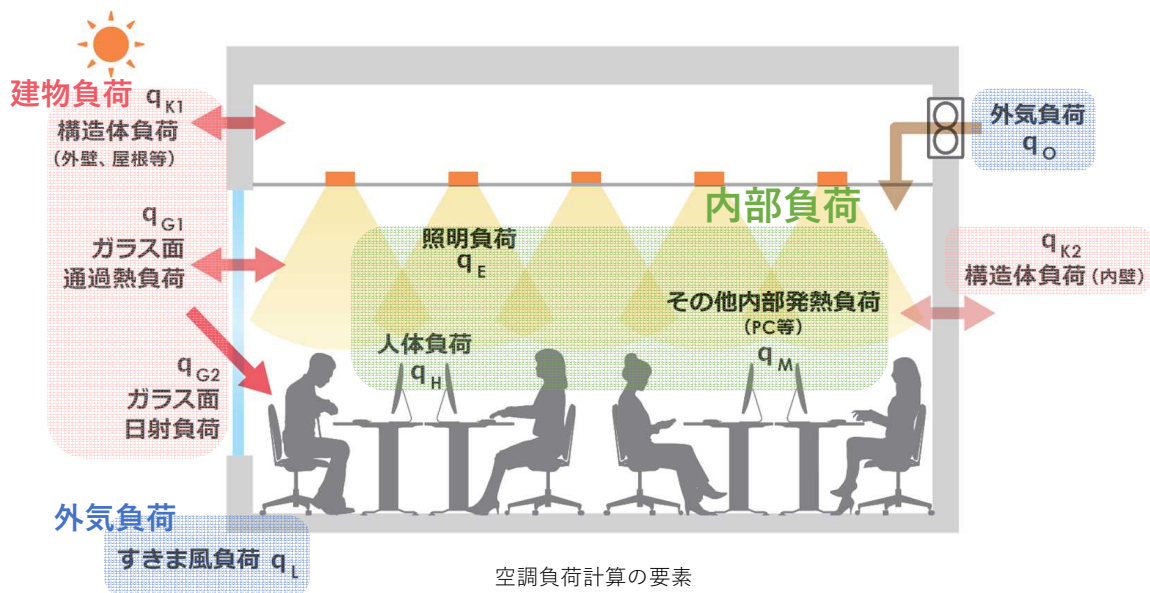 建物負荷
qK1
構造体負荷
（外壁、屋根等）
qG1
ガラス面
通過熱負荷
qG2
ガラス面
日射負荷
外気負荷
すきま風負荷 qL
内部負荷
照明負荷
qE
人体負荷
qH
その他内部発熱負荷
（PC等）
qM
外気負荷
qO
qK2
構造体負荷（内壁）
空調負荷計算の要素